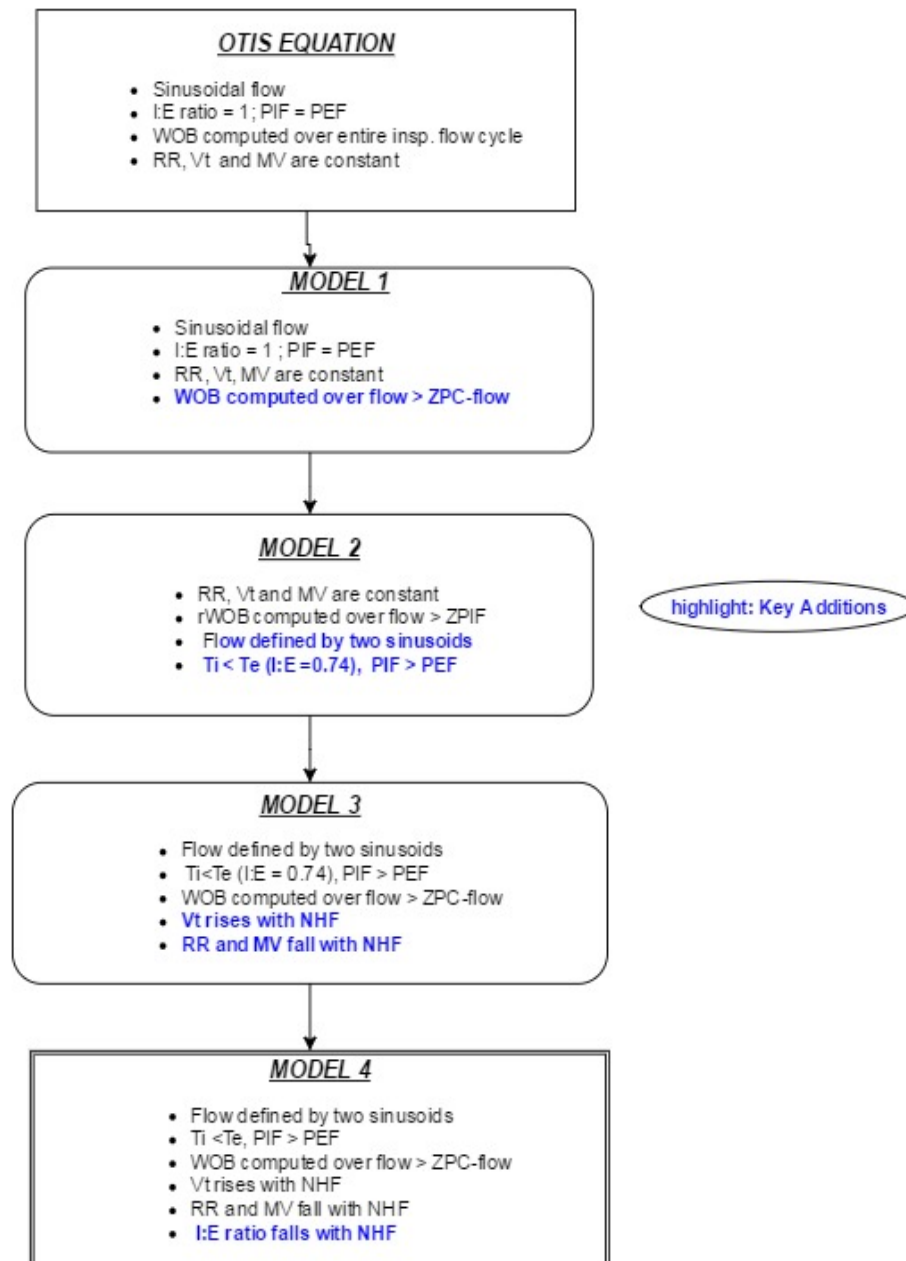 OTIS EQUATION
• Sinusoidal flow
• I:E ratio = 1; PIF = PEF
• WOB computed over entire insp. flow cycle
• RR, Vt and MV are constant
MODEL 1
• Sinusoidal flow
• I:E ratio = 1 ; PIF = PEF
• RR, Vt, MV are constant
• WOB computed over flow > ZPC-flow
MODEL 2
• RR, Vt and MV are constant
• rWOB computed over flow > ZPIF
• Flow defined by two sinusoids
• Ti < Te (I:E =0.74), PIF > PEF
highlight: Key Additions
MODEL 3
• Flow defined by two sinusoids
• Ti<Te (I:E = 0.74), PIF > PEF
• WOB computed over flow > ZPC-flow
• Vt rises with NHF
• RR and MV fall with NHF
MODEL 4
• Flow defined by two sinusoids
• Ti <Te, PIF > PEF
• WOB computed over flow > ZPC-flow
• Vt rises with NHF
• RR and MV fall with NHF
• I:E ratio falls with NHF